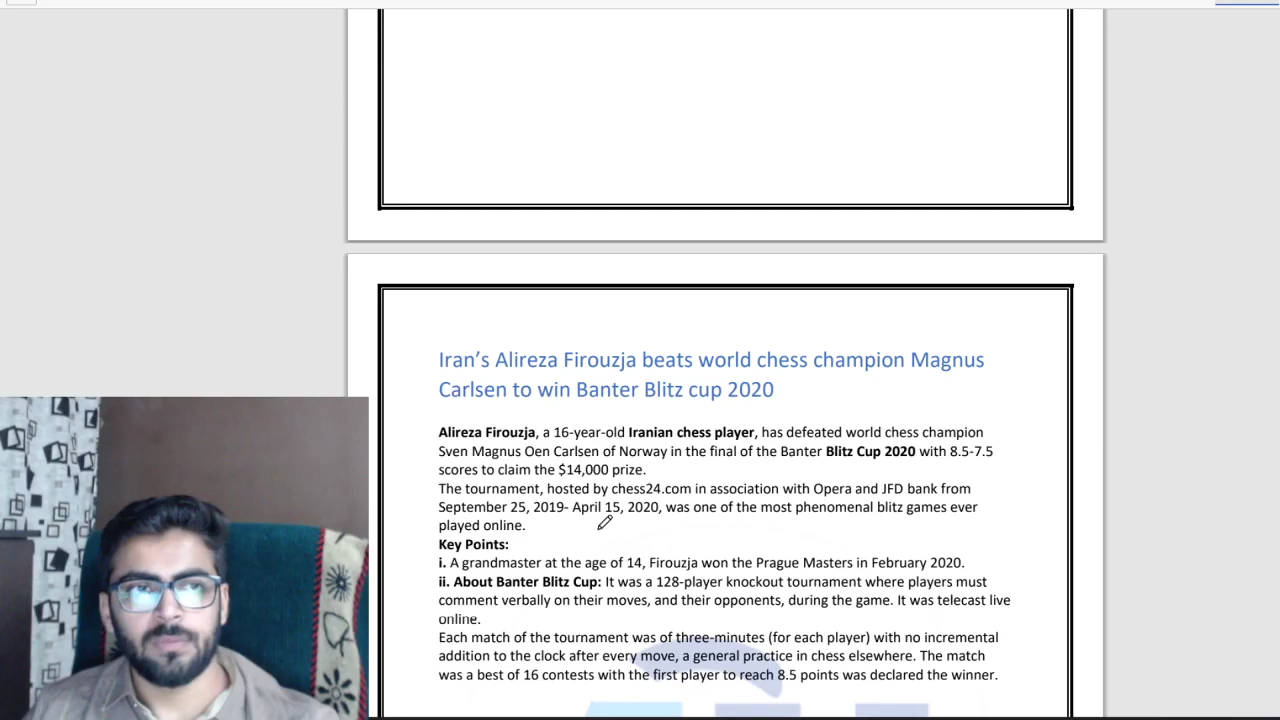 Iran’s Alireza Firouzja beats world chess champion Magnus
Carlsen to win Banter Blitz cup 2020
Alireza Firouzja, a 16-year-old Iranian chess player, has defeated world chess champion
Sven Magnus Oen Carlsen of Norway in the final of the Banter Blitz Cup 2020 with 8.5-7.5
scores to claim the $14,000 prize.
The tournament, hosted by chess24.com in association with Opera and JFD bank from
September 25, 2019- April 15, 2020, was one of the most phenomenal blitz games ever
played online.
Key Points:
i. A grandmaster at the age of 14, Firouzja won the Prague Masters in February 2020.
ii. About Banter Blitz Cup: It was a 128-player knockout tournament where players must
comment verbally on their moves, and their opponents, during the game. It was telecast live
online.
Each match of the tournament was of three-minutes (for each player) with no incremental
addition to the clock after every move, a general practice in chess elsewhere. The match
was a best of 16 contests with the first player to reach 8.5 points was declared the winner.